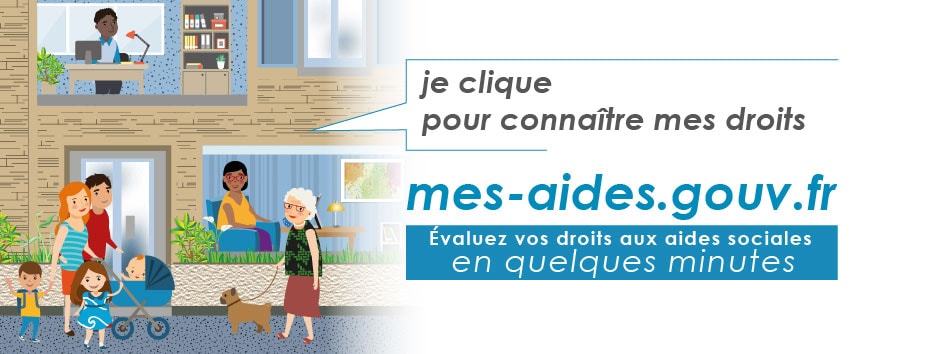 je clique
pour connaître mes droits
mes-aides.gouv.fr
Évaluez vos droits aux aides sociales
en quelques minutes